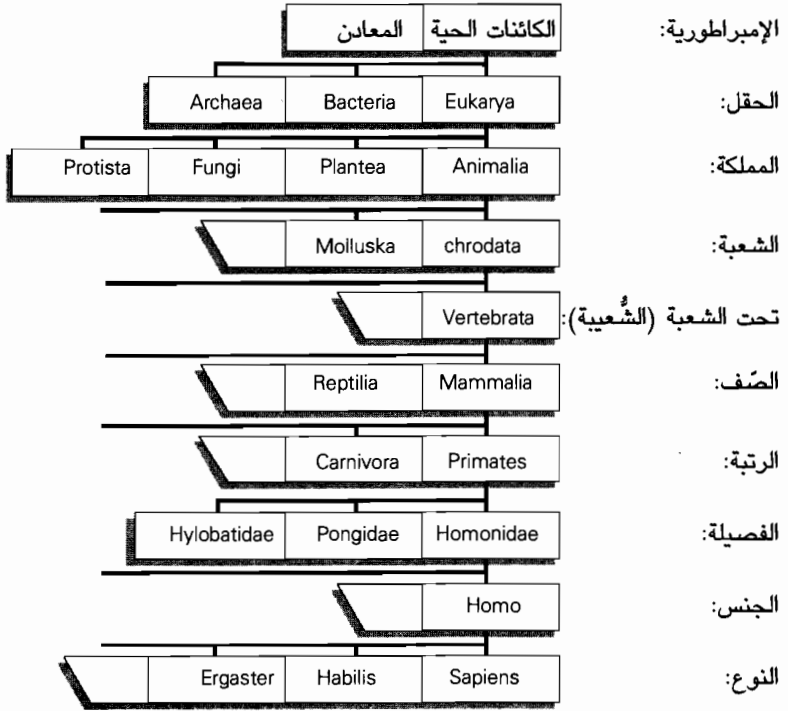 الإمبراطورية: الكائنات الحية المعادن
الحقل: Eukarya Bacteria Archaea
المملكة: Animalia Plantea Fungi Protista
الشعبة: chrodata Molluska
تحت الشعبة (الشُّعيبة): Vertebrata
الصّف: Mammalia Reptilia
الرتبة: Primates Carnivora
الفصيلة: Homonidae Pongidae Hylobatidae
الجنس: Homo
النوع: Sapiens Habilis Ergaster